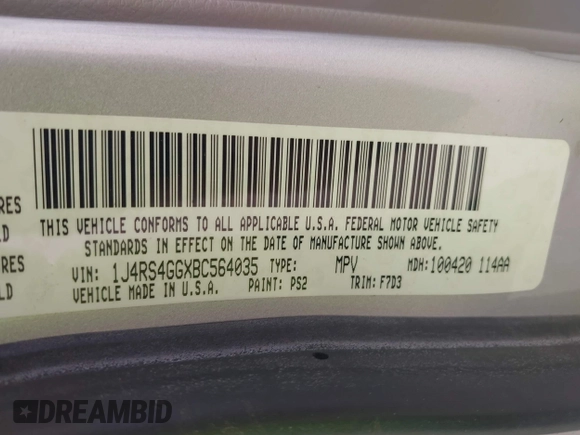 RES
LD
RES
LD
THIS VEHICLE CONFORMS TO ALL APPLICABLE U.S.A. FEDERAL MOTOR VEHICLE SAFETY
STANDARDS IN EFFECT ON THE DATE OF MANUFACTURE SHOWN ABOVE.
VIN: 1J4RS4GGXBC564035 TYPE: MPV MDH: 100420 114AA
VEHICLE MADE IN U.S.A. PAINT: PS2 TRIM: F7D3
DREAMBID